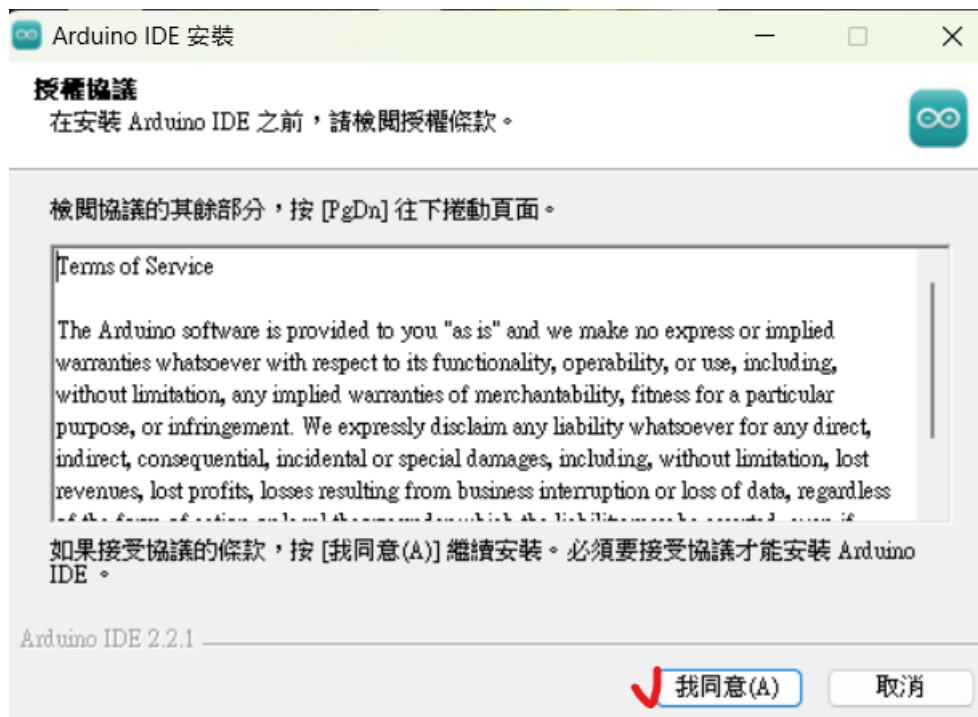 Arduino IDE 安裝
授權協議
在安裝 Arduino IDE 之前，請檢閱授權條款。
檢閱協議的其餘部分，按 [PgDn] 往下捲動頁面。
Terms of Service
The Arduino software is provided to you "as is" and we make no express or implied
warranties whatsoever with respect to its functionality, operability, or use, including,
without limitation, any implied warranties of merchantability, fitness for a particular
purpose, or infringement. We expressly disclaim any liability whatsoever for any direct,
indirect, consequential, incidental or special damages, including, without limitation, lost
revenues, lost profits, losses resulting from business interruption or loss of data, regardless
如果接受協議的條款，按 [我同意(A)] 繼續安裝。必須要接受協議才能安裝 Arduino
IDE 。
Arduino IDE 2.2.1
我同意(A)
取消